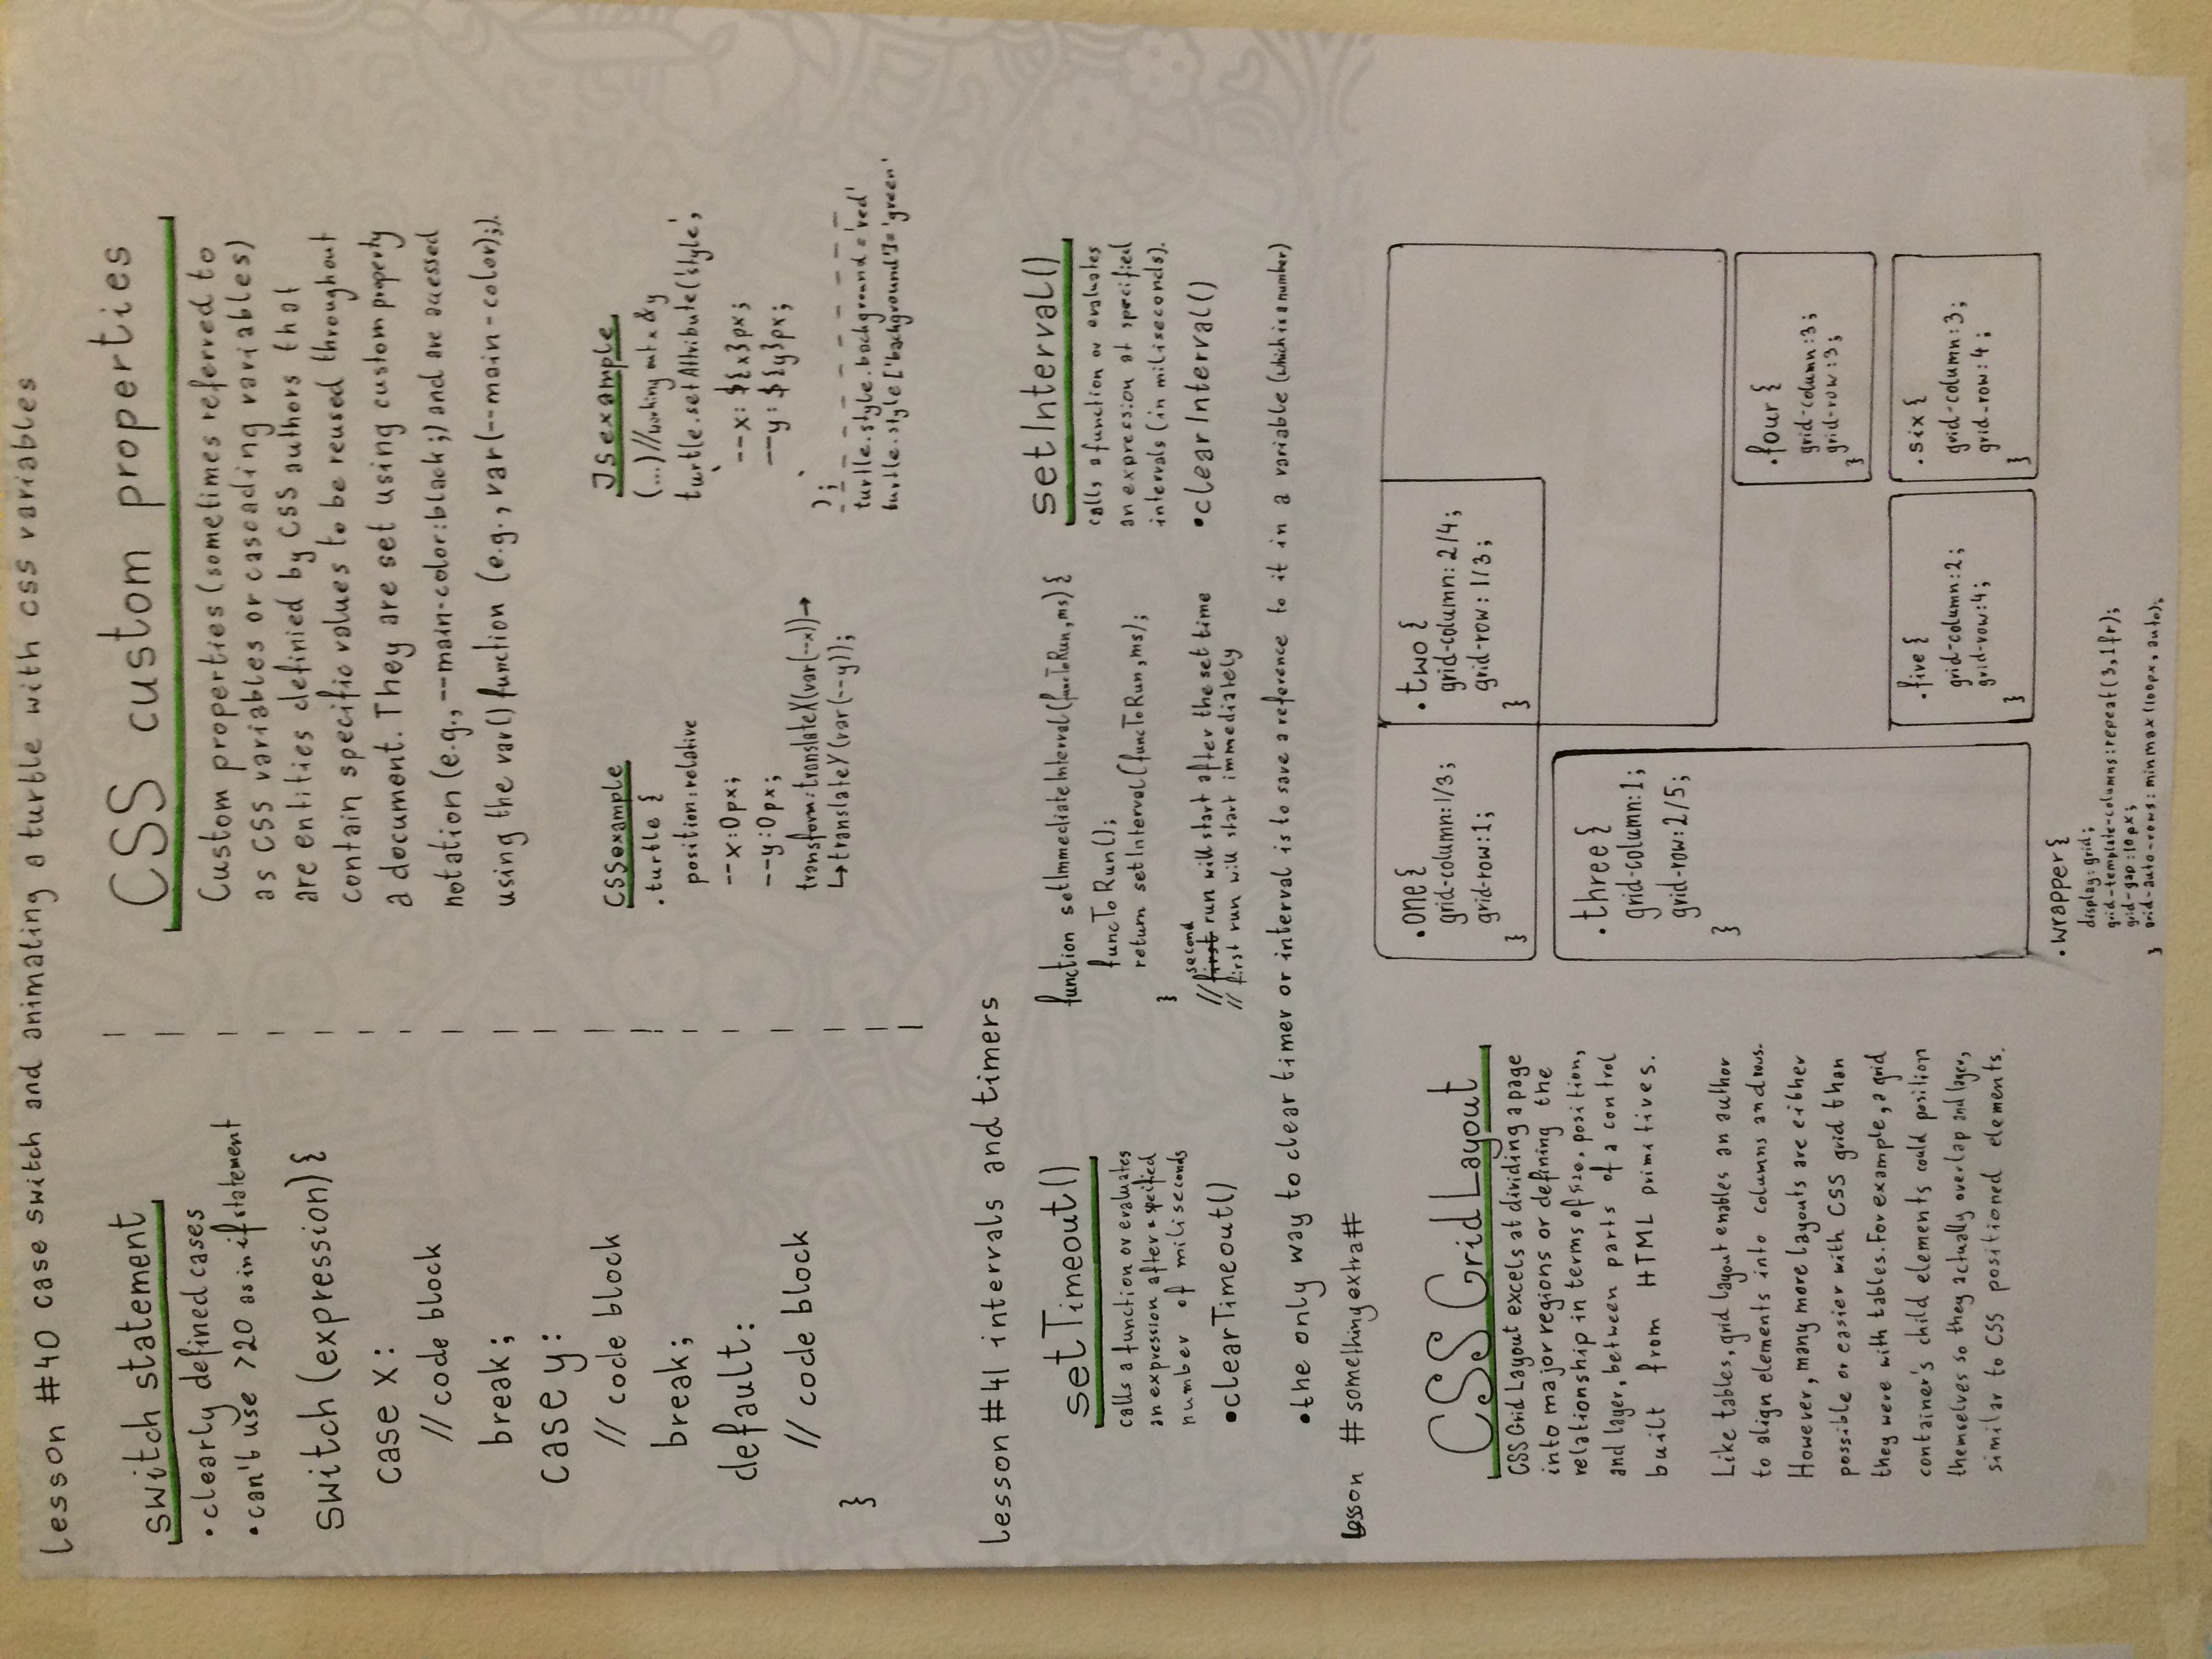 lesson #40 case switch and animating a turtle with css variables
switch statement
• clearly defined cases
• can't use >20 as in if statement
switch (expression) {
case x:
// code block
break;
case y:
// code block
break;
default:
// code block
}
CSS custom properties
Custom properties (sometimes referred to
as CSS variables or cascading variables)
are entities definied by CSS authors that
contain specific values to be reused throughout
a document. They are set using custom property
notation (e.g., --main-color:black;) and are acessed
using the var() function (e.g., var(--main-color);).
CSS example
.turtle {
position:relative
--x:0px;
--y:0px;
transform:translateX(var(--x))→
↳translateY(var(--y));
JS example
(...) //working out x & y
turtle.setAttribute('style',
`
--x: ${x}px;
--y: ${y}px;
`
);
turtle.style.background = 'red'
turtle.style['background']= 'green'
lesson #41 intervals and timers
setTimeout()
calls a function or evaluates
an expression after a specified
number of miliseconds
•clearTimeout()
function setImmediateInterval(funcToRun,ms) {
funcToRun();
return setInterval(funcToRun,ms);
}
second
// first run will start after the set time
// first run will start immediately
setInterval()
calls a function or evaluates
an expression at specified
intervals (in miliseconds).
•clearInterval()
•the only way to clear timer or interval is to save a reference to it in a variable (which is a number)
Lesson #something extra#
CSS Grid Layout
CSS Grid Layout excels at dividing a page
into major regions or defining the
relationship in terms of size, position,
and layer, between parts of a control
built from HTML primitives.
Like tables, grid layout enables an author
to align elements into columns and rows.
However, many more layouts are either
possible or easier with CSS grid than
they were with tables. For example, a grid
container's child elements could position
themselves so they actually overlap and layer,
similar to CSS positioned elements.
.one {
grid-column:1/3;
grid-row:1;
}
.two {
grid-column: 2/4;
grid-row: 1/3;
}
.three {
grid-column:1;
grid-row:2/5;
}
.four {
grid-column:3;
grid-row:3;
}
.five {
grid-column:2;
grid-row:4;
}
.six {
grid-column:3;
grid-row:4;
}
.wrapper {
display: grid;
grid-template-columns:repeat(3,1fr);
grid-gap:10px;
} grid-auto-rows: minmax(100px, auto);